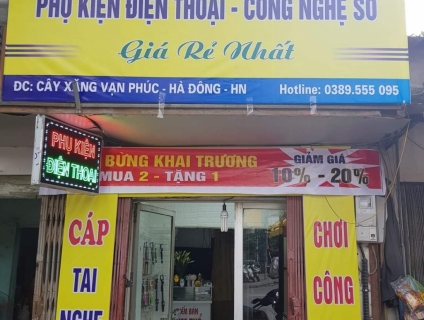 PHỤ KIỆN ĐIỆN THOẠI - CÔNG NGHỆ SỐ
Giá Rẻ Nhất
ĐC: CÂY XĂNG VẠN PHÚC - HÀ ĐÔNG - HN Hotline: 0389.555 095
PHỤ KIỆN
ĐIỆN THOẠI
BỪNG KHAI TRƯƠNG
MUA 2 - TẶNG 1
GIẢM GIÁ
10% - 20%
CÁP
TAI
NGHE
CHƠI
CÔNG